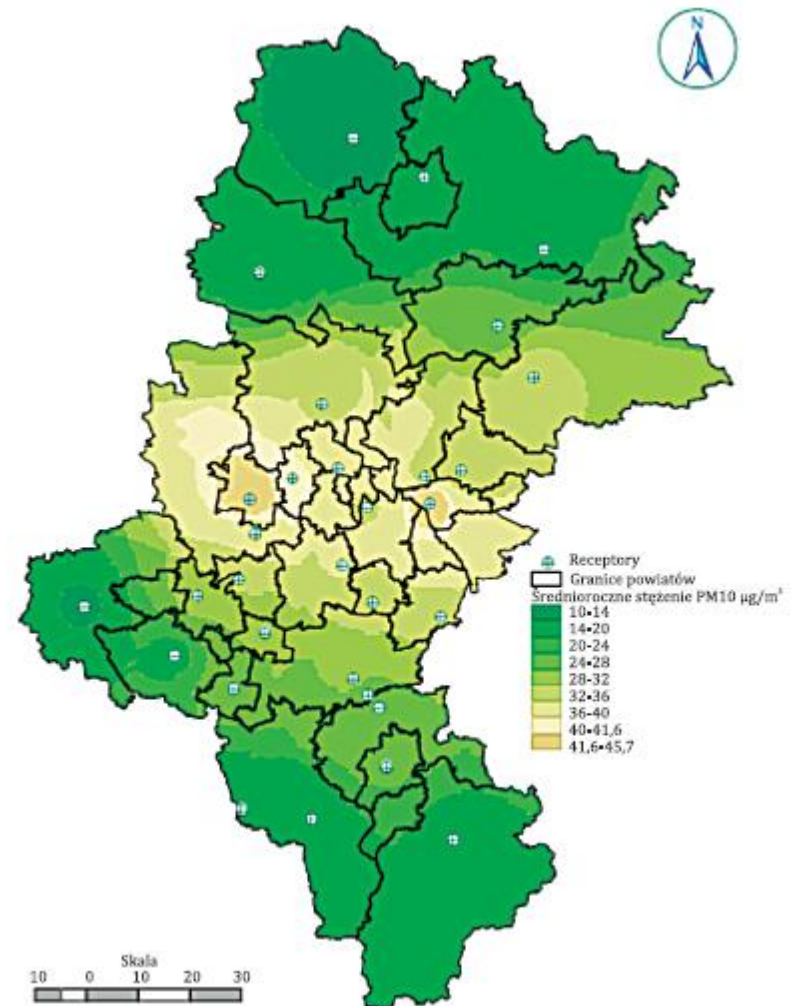 N
Receptory
Granice powiatów
Średnioroczne stężenie PM10 µg/m³
10-14
14-20
20-24
24-28
28-32
32-36
36-40
40-41,6
41,6-45,7
Skala
10 0 10 20 30